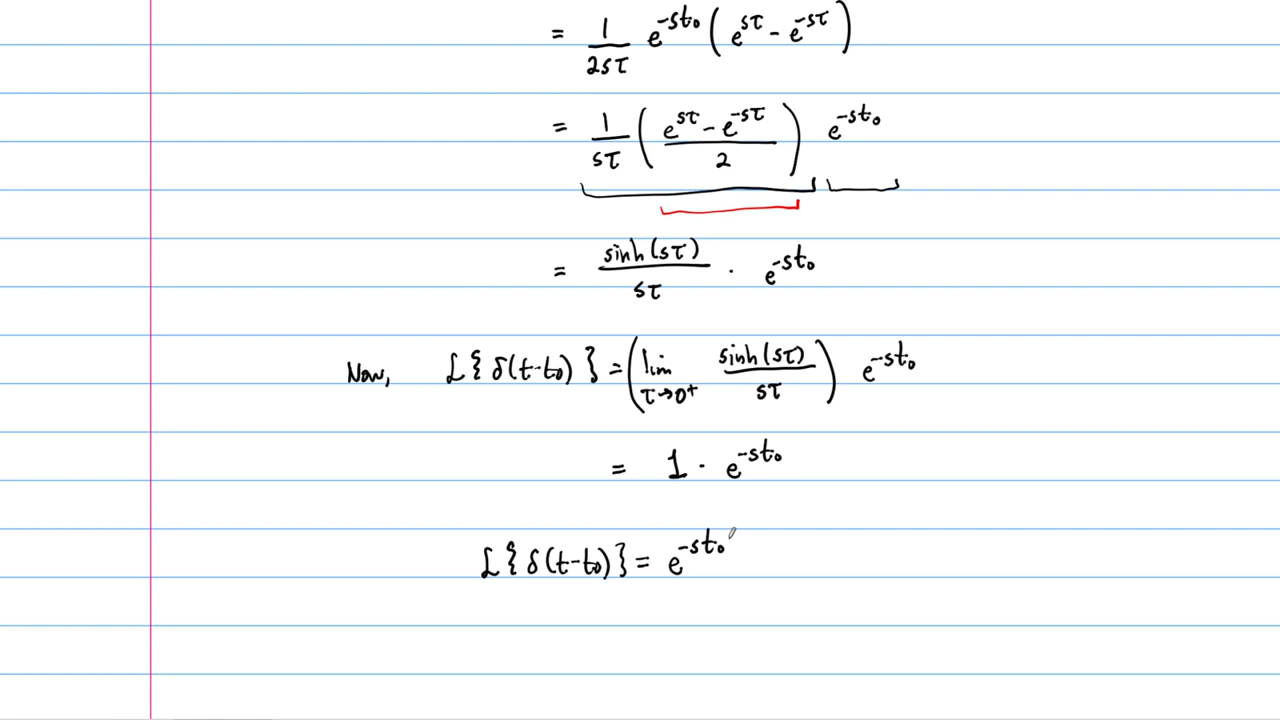 = 1/(2sτ) e^(-st₀) (e^(sτ) - e^(-sτ))
= 1/(sτ) ((e^(sτ) - e^(-sτ))/2) e^(-st₀)
= sinh(sτ)/(sτ) · e^(-st₀)
Now, ℒ{δ(t-t₀)} = (lim τ→0⁺ sinh(sτ)/(sτ)) e^(-st₀)
= 1 · e^(-st₀)
ℒ{δ(t-t₀)} = e^(-st₀)